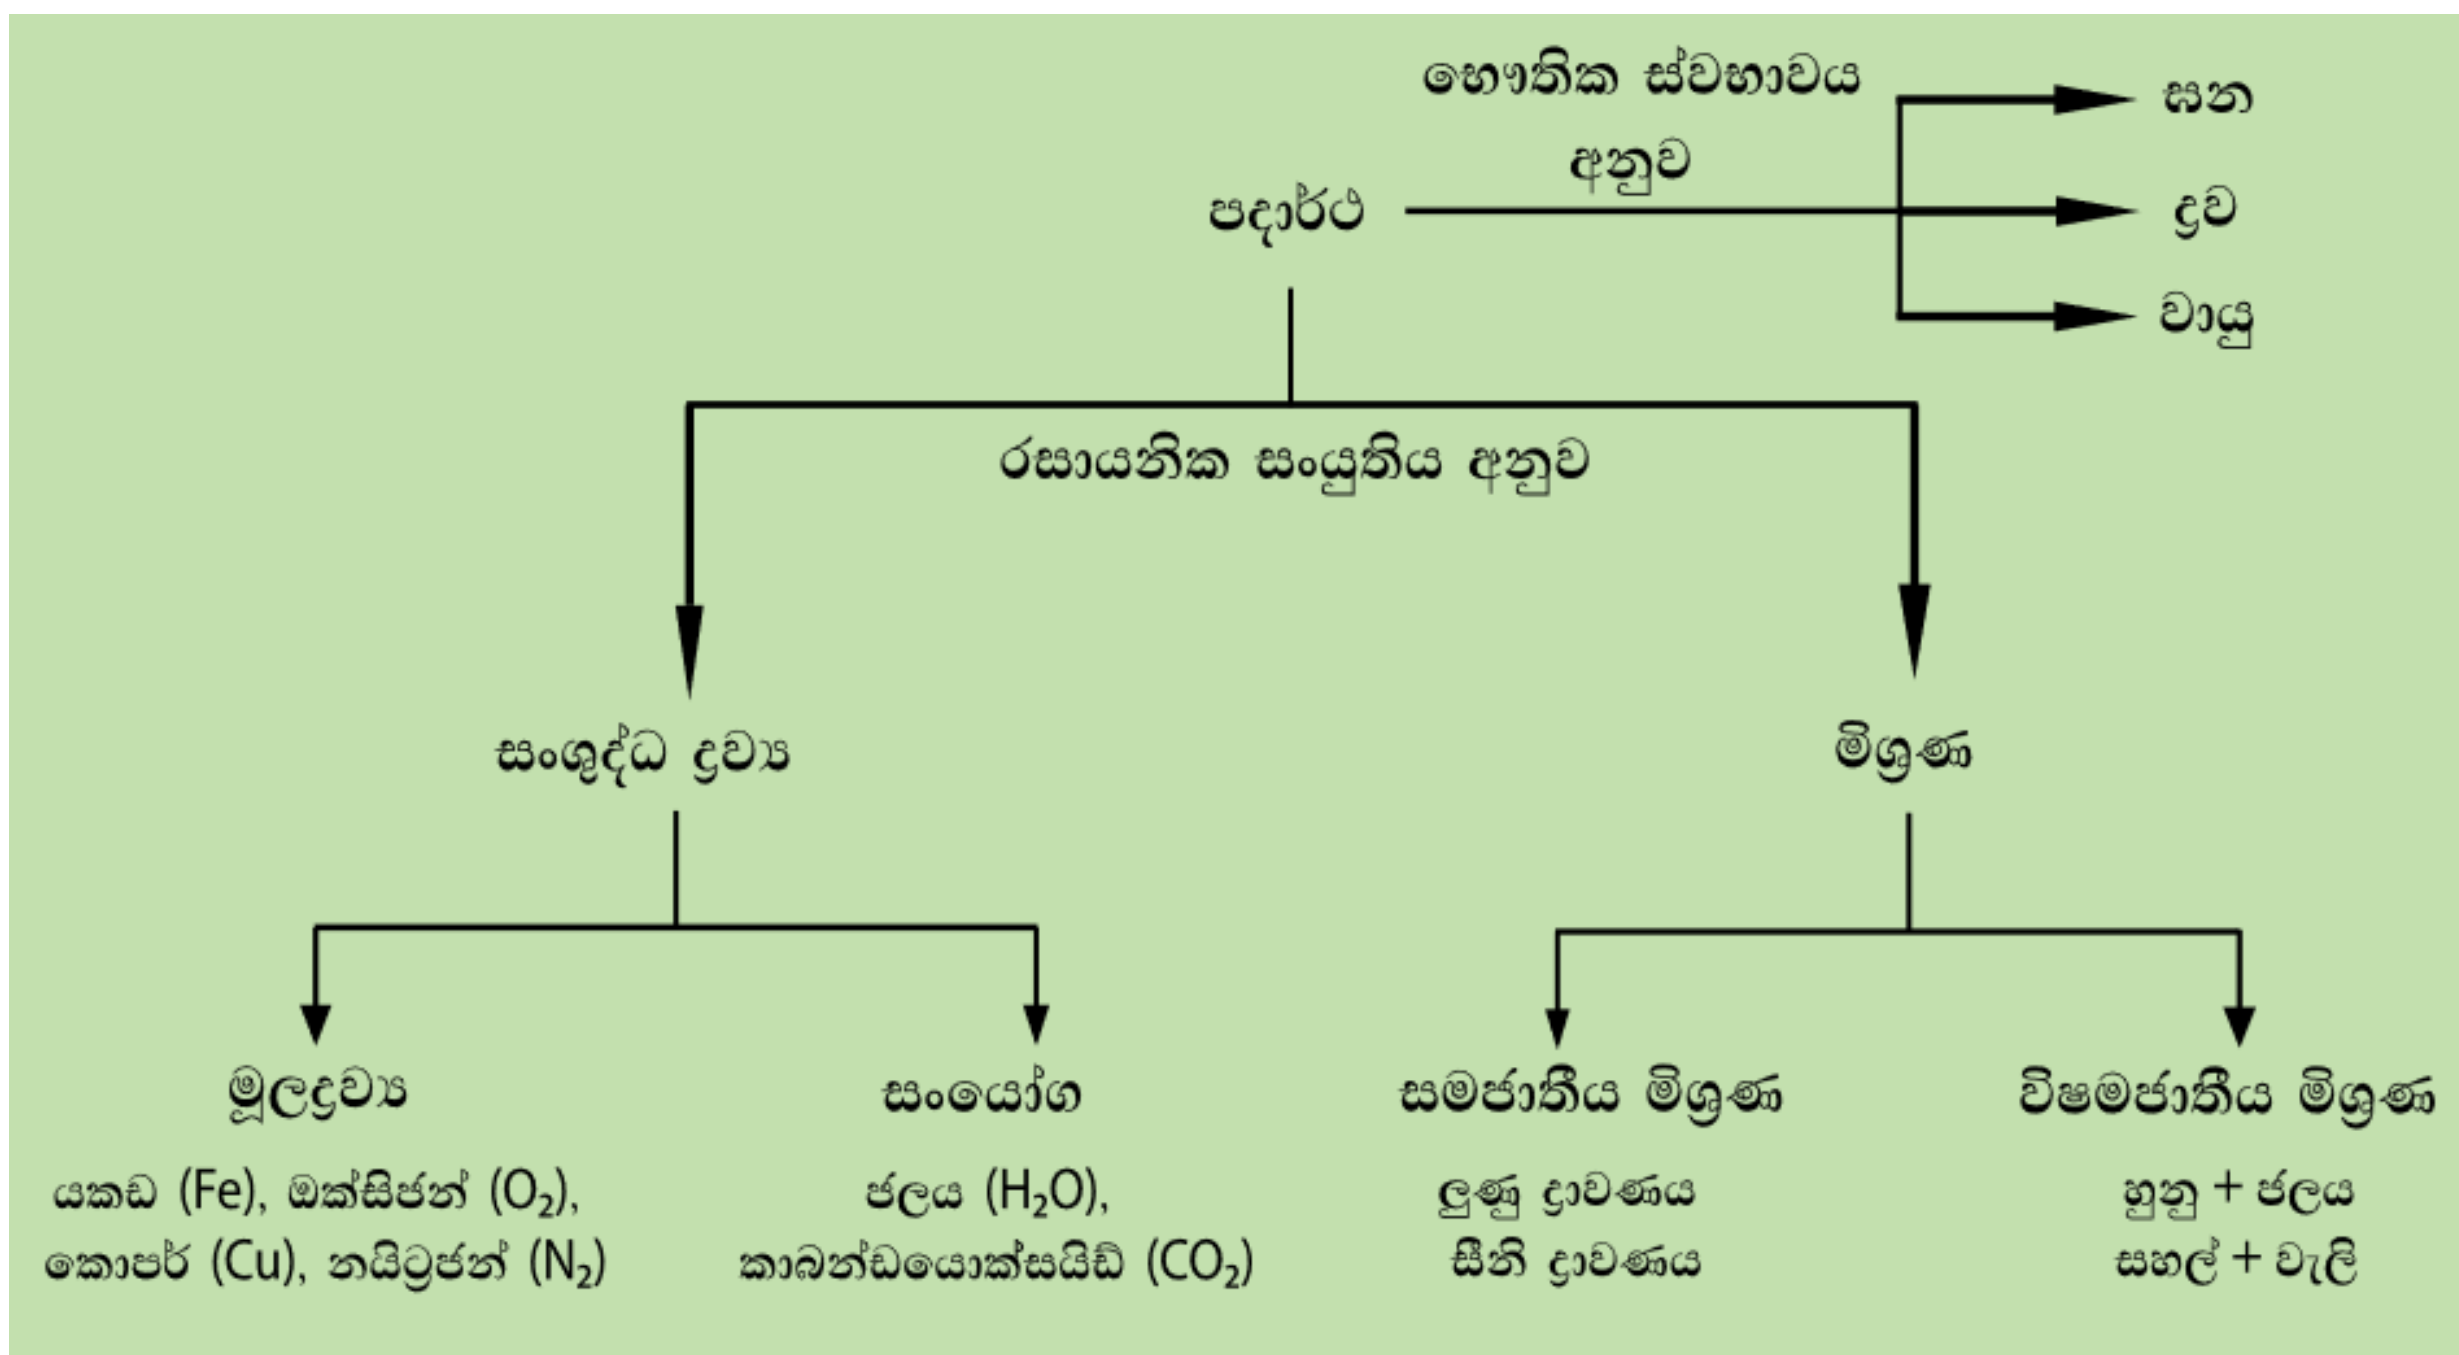 භෞතික ස්වභාවය
අනුව
ඝන
පදාර්ථ
ද්‍රව
වායු
රසායනික සංයුතිය අනුව
සංශුද්ධ ද්‍රව්‍ය
මිශ්‍රණ
මූලද්‍රව්‍ය
සංයෝග
සමජාතීය මිශ්‍රණ
විෂමජාතීය මිශ්‍රණ
යකඩ (Fe), ඔක්සිජන් (O₂),
කොපර් (Cu), නයිට්‍රජන් (N₂)
ජලය (H₂O),
කාබන්ඩයොක්සයිඩ් (CO₂)
ලුණු ද්‍රාවණය
සීනි ද්‍රාවණය
හුනු + ජලය
සහල් + වැලි